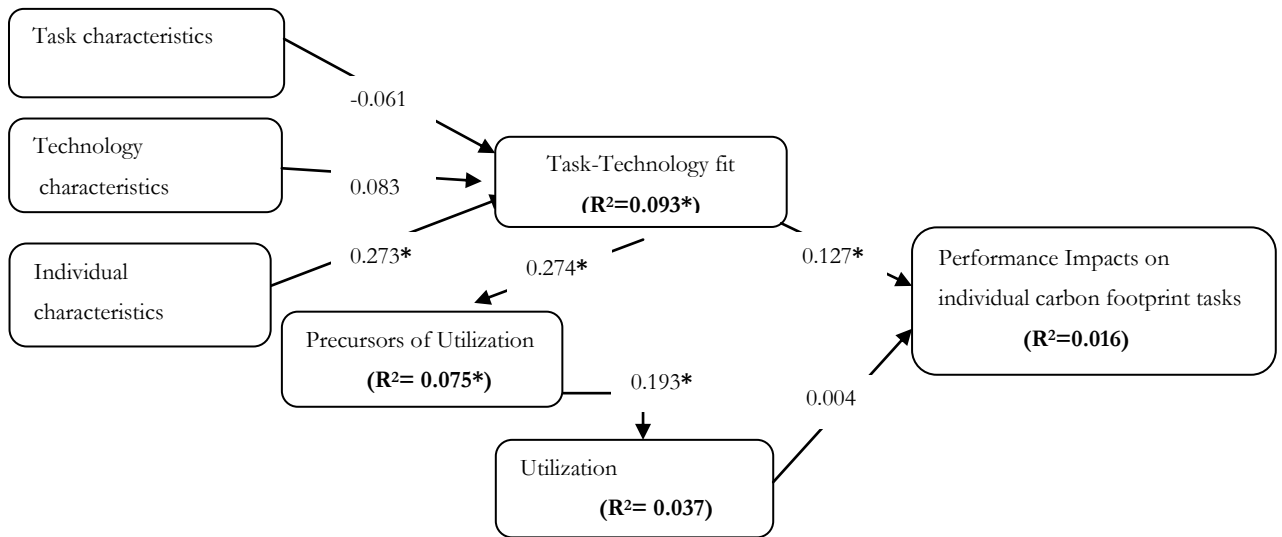 Task characteristics
-0.061
Technology
characteristics
0.083
Task-Technology fit
(R²=0.093*)
Individual
characteristics
0.273*
0.274*
0.127*
Performance Impacts on
individual carbon footprint tasks
(R²=0.016)
Precursors of Utilization
(R²= 0.075*)
0.193*
0.004
Utilization
(R²= 0.037)